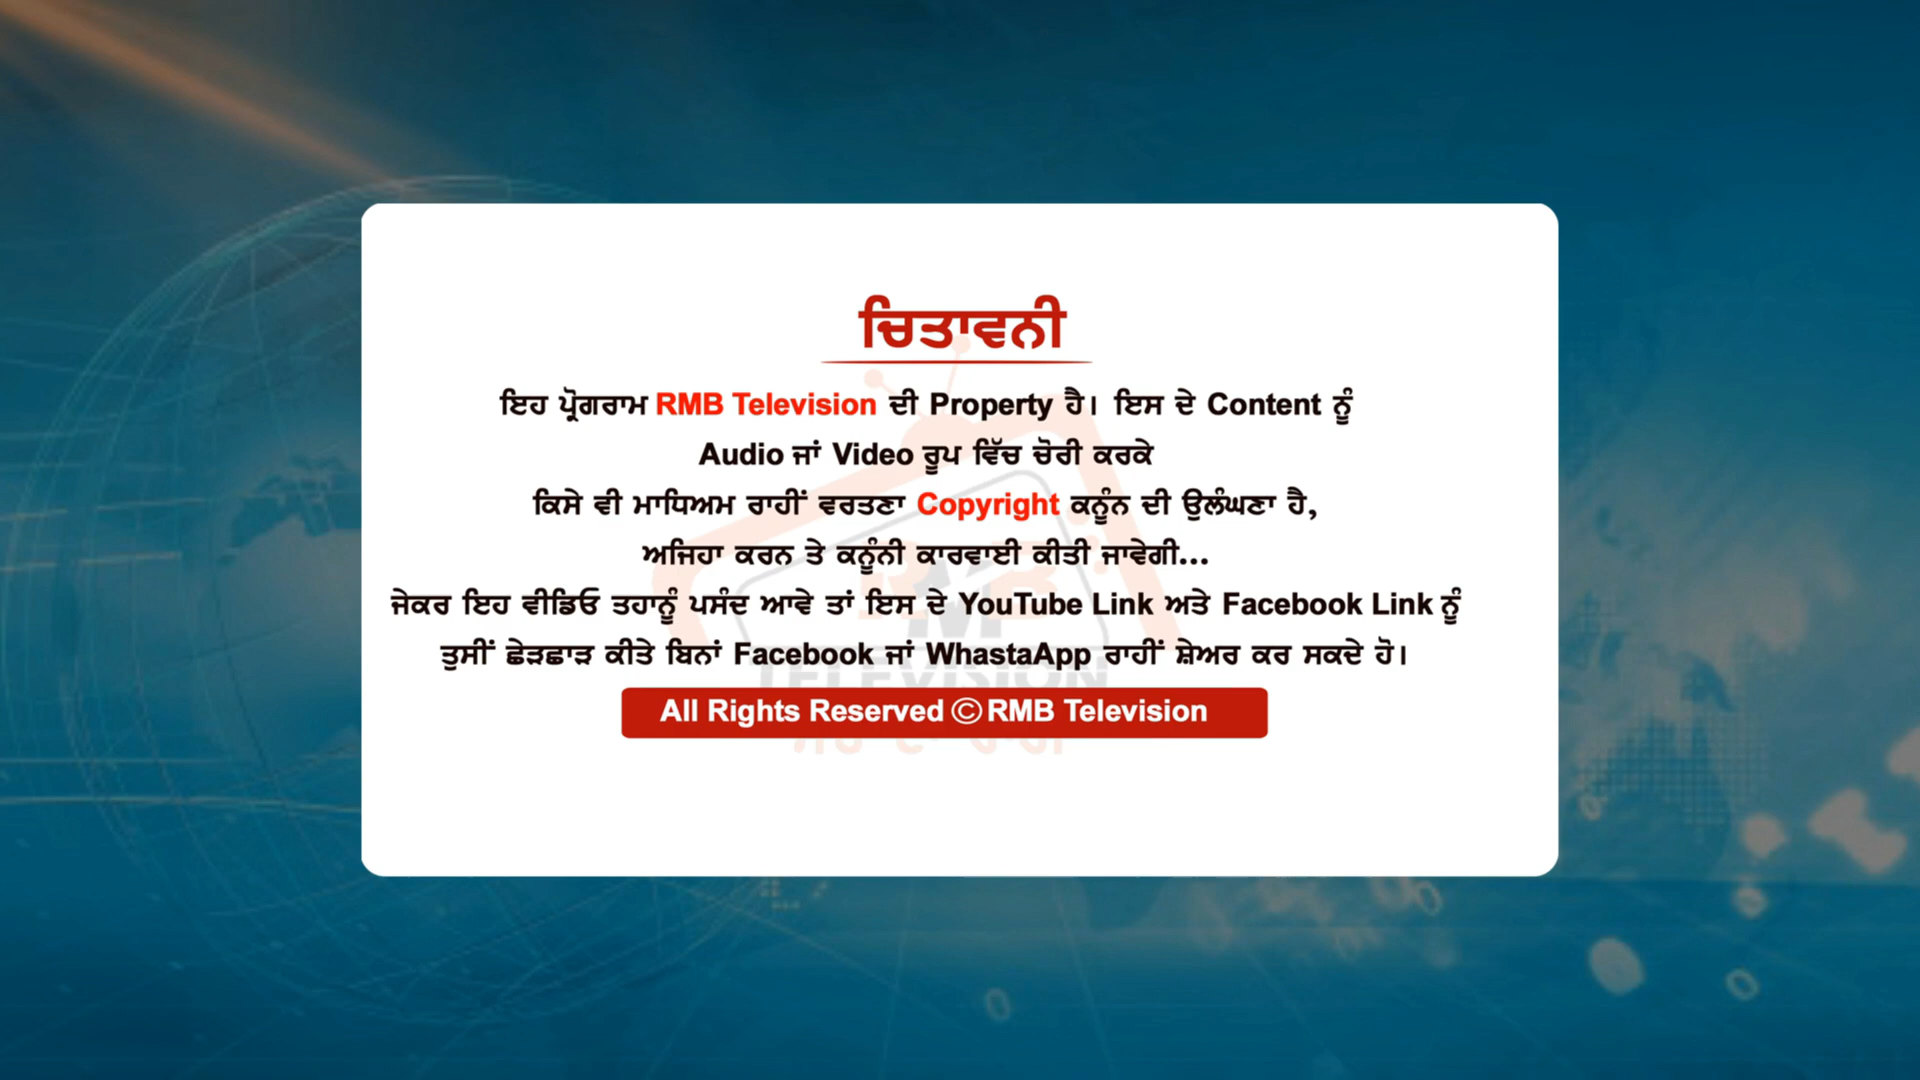 ਚਿਤਾਵਨੀ
ਇਹ ਪ੍ਰੋਗਰਾਮ RMB Television ਦੀ Property ਹੈ। ਇਸ ਦੇ Content ਨੂੰ
Audio ਜਾਂ Video ਰੂਪ ਵਿੱਚ ਚੋਰੀ ਕਰਕੇ
ਕਿਸੇ ਵੀ ਮਾਧਿਅਮ ਰਾਹੀਂ ਵਰਤਣਾ Copyright ਕਨੂੰਨ ਦੀ ਉਲੰਘਣਾ ਹੈ,
ਅਜਿਹਾ ਕਰਨ ਤੇ ਕਨੂੰਨੀ ਕਾਰਵਾਈ ਕੀਤੀ ਜਾਵੇਗੀ...
ਜੇਕਰ ਇਹ ਵੀਡਿਓ ਤਹਾਨੂੰ ਪਸੰਦ ਆਵੇ ਤਾਂ ਇਸ ਦੇ YouTube Link ਅਤੇ Facebook Link ਨੂੰ
ਤੁਸੀਂ ਛੇੜਛਾੜ ਕੀਤੇ ਬਿਨਾਂ Facebook ਜਾਂ WhastaApp ਰਾਹੀਂ ਸ਼ੇਅਰ ਕਰ ਸਕਦੇ ਹੋ।
TELEVISION
All Rights Reserved © RMB Television